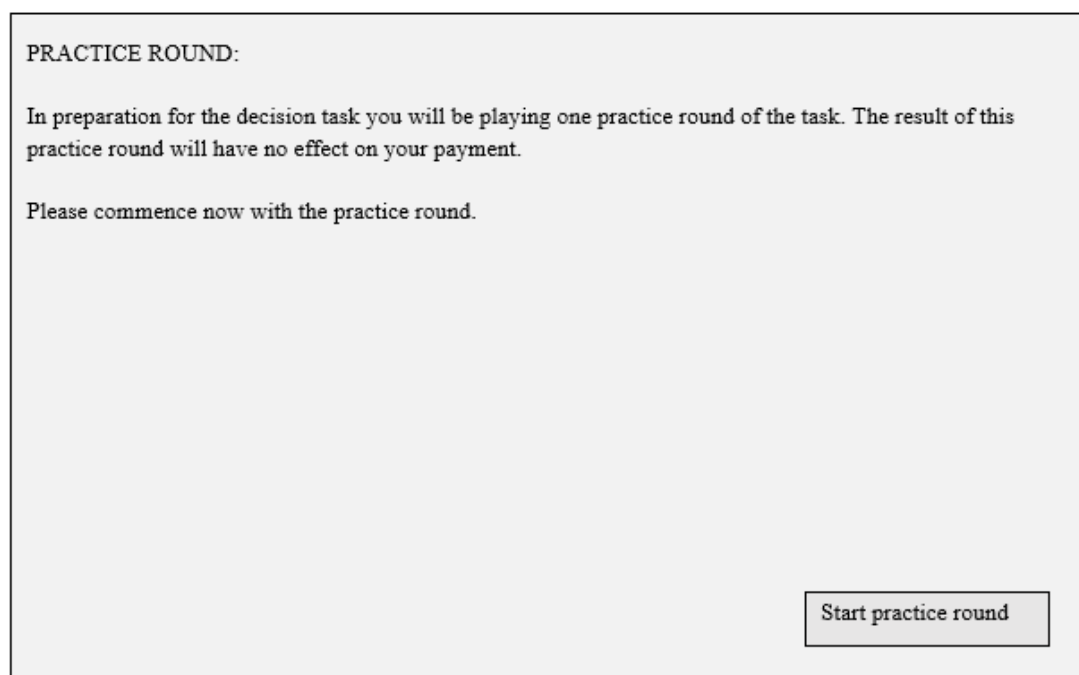 PRACTICE ROUND:
In preparation for the decision task you will be playing one practice round of the task. The result of this
practice round will have no effect on your payment.
Please commence now with the practice round.
Start practice round